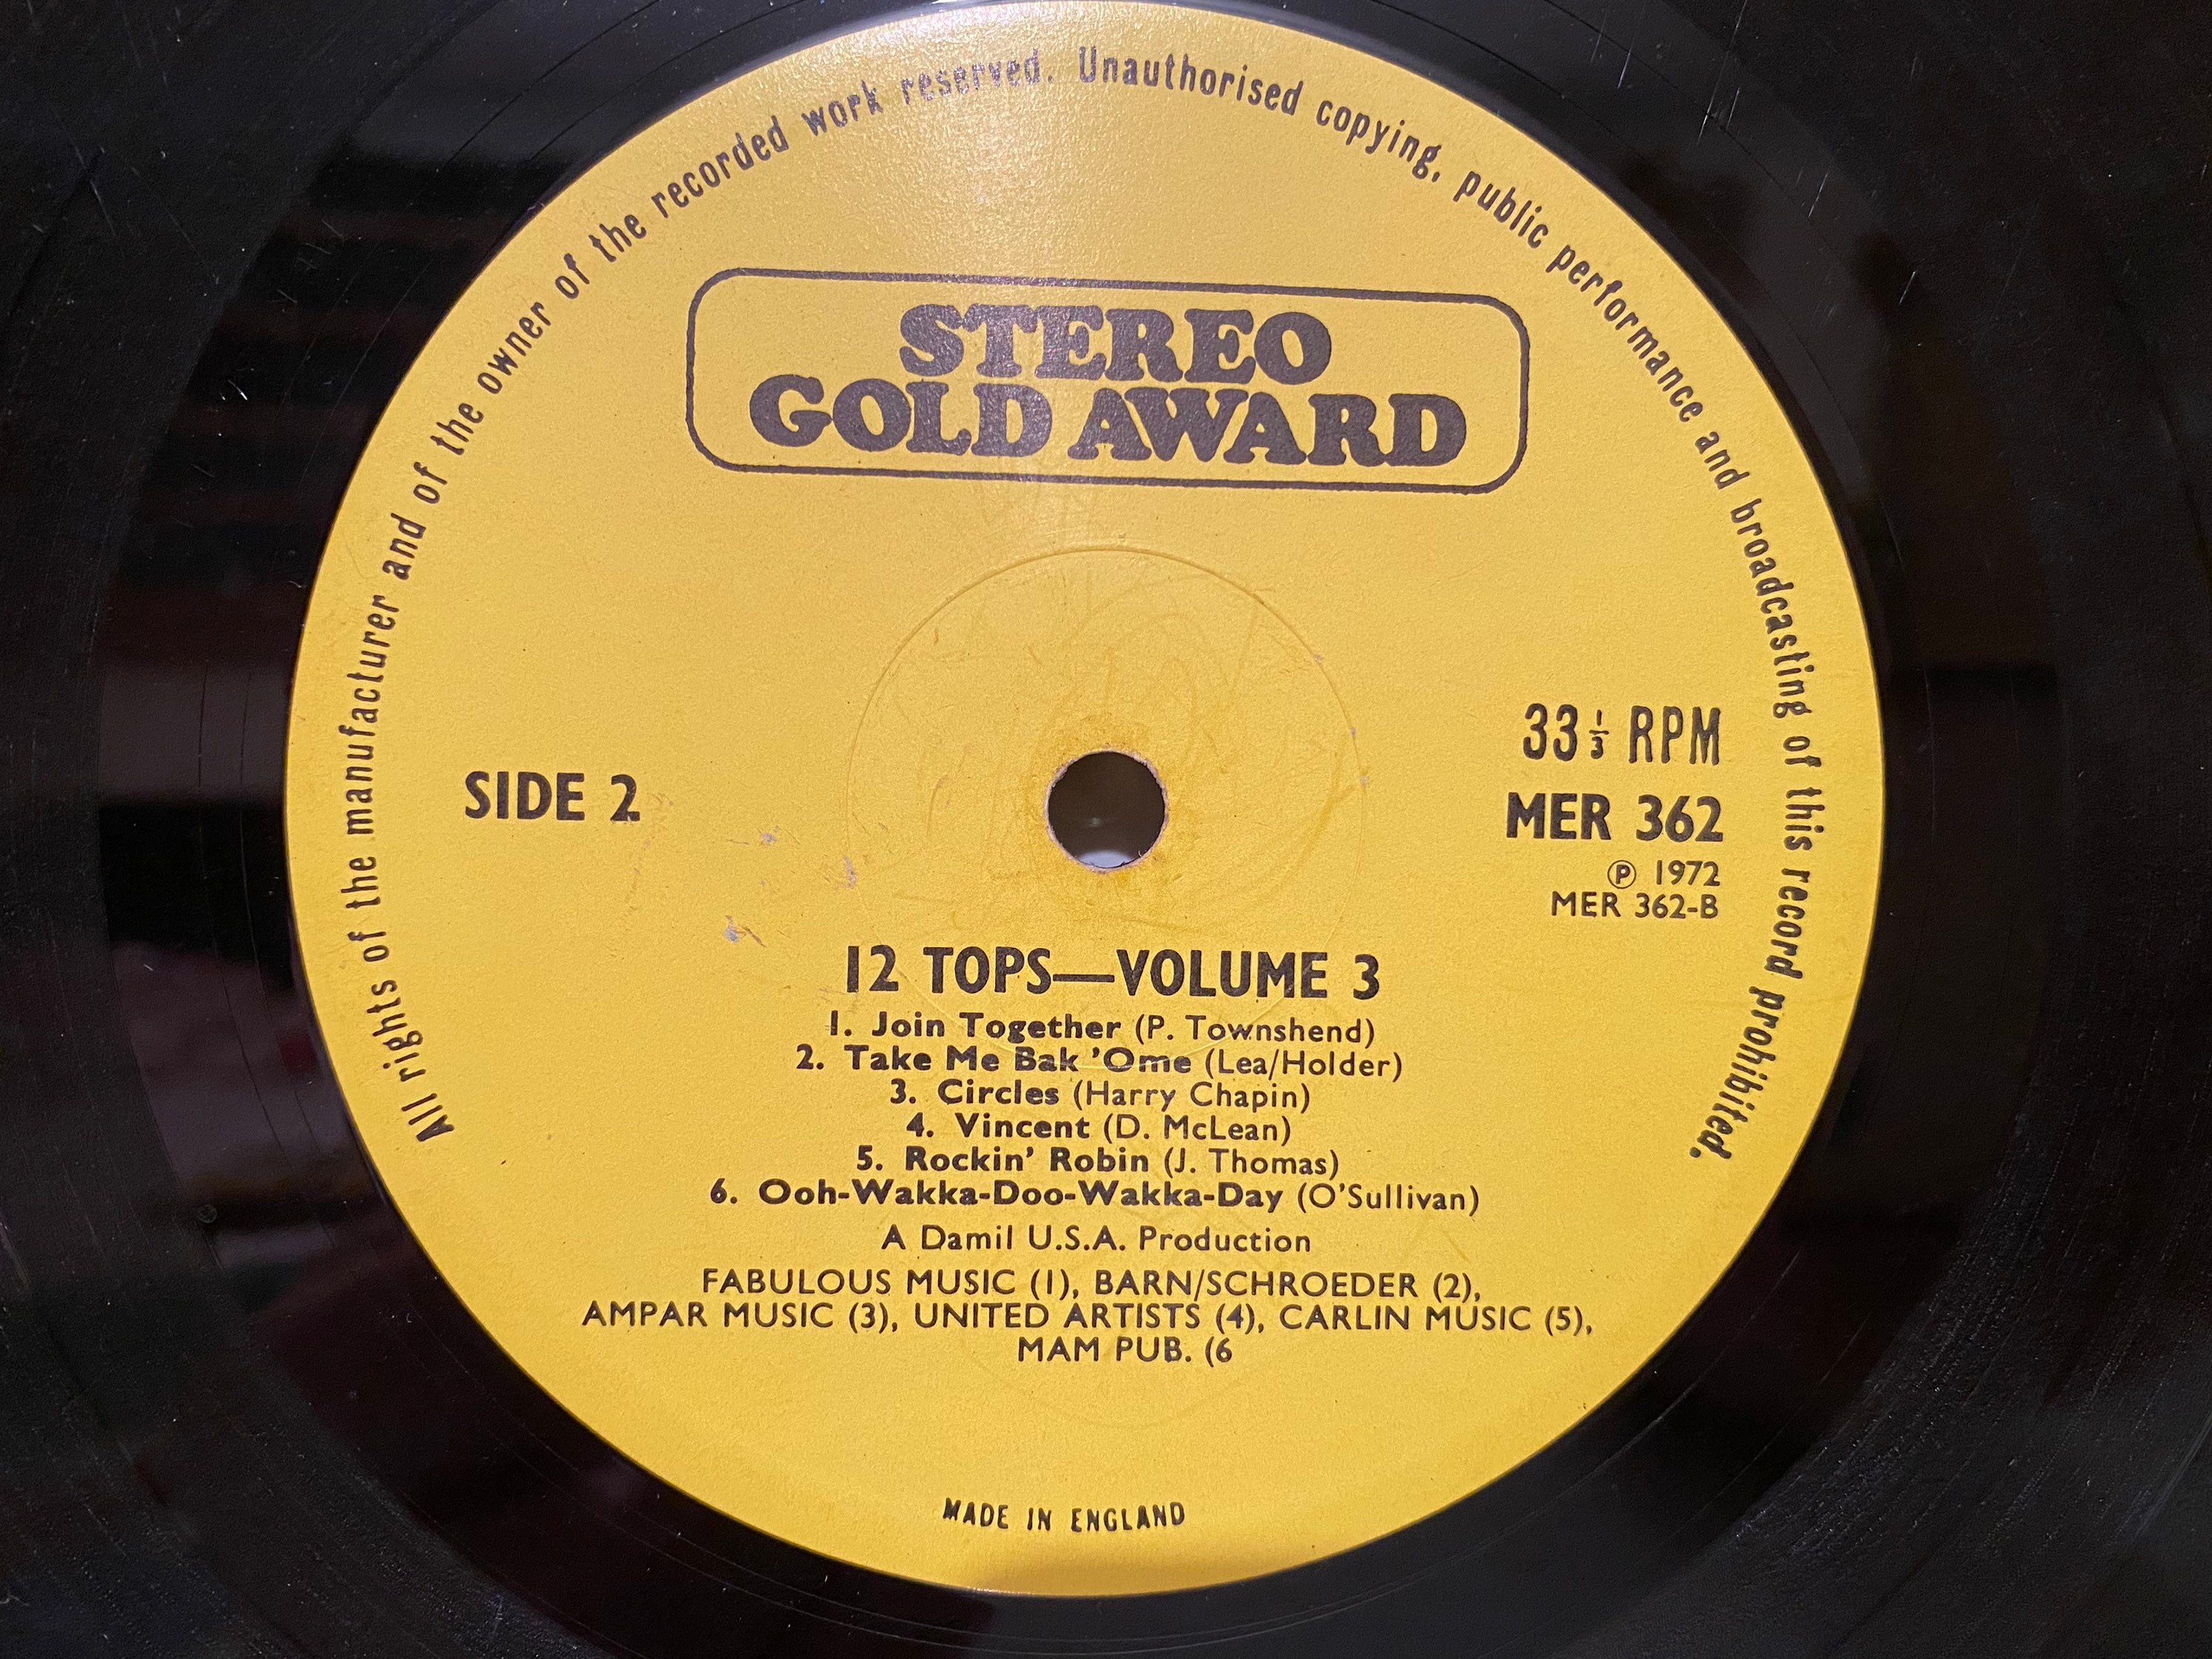 All rights of the manufacturer and of the owner of the recorded work reserved. Unauthorised copying, public performance and broadcasting of this record prohibited.
STEREO
GOLD AWARD
SIDE 2
33 1/3 RPM
MER 362
Ⓟ 1972
MER 362-B
12 TOPS—VOLUME 3
1. Join Together (P. Townshend)
2. Take Me Bak 'Ome (Lea/Holder)
3. Circles (Harry Chapin)
4. Vincent (D. McLean)
5. Rockin' Robin (J. Thomas)
6. Ooh-Wakka-Doo-Wakka-Day (O'Sullivan)
A Damil U.S.A. Production
FABULOUS MUSIC (1), BARN/SCHROEDER (2),
AMPAR MUSIC (3), UNITED ARTISTS (4), CARLIN MUSIC (5),
MAM PUB. (6
MADE IN ENGLAND